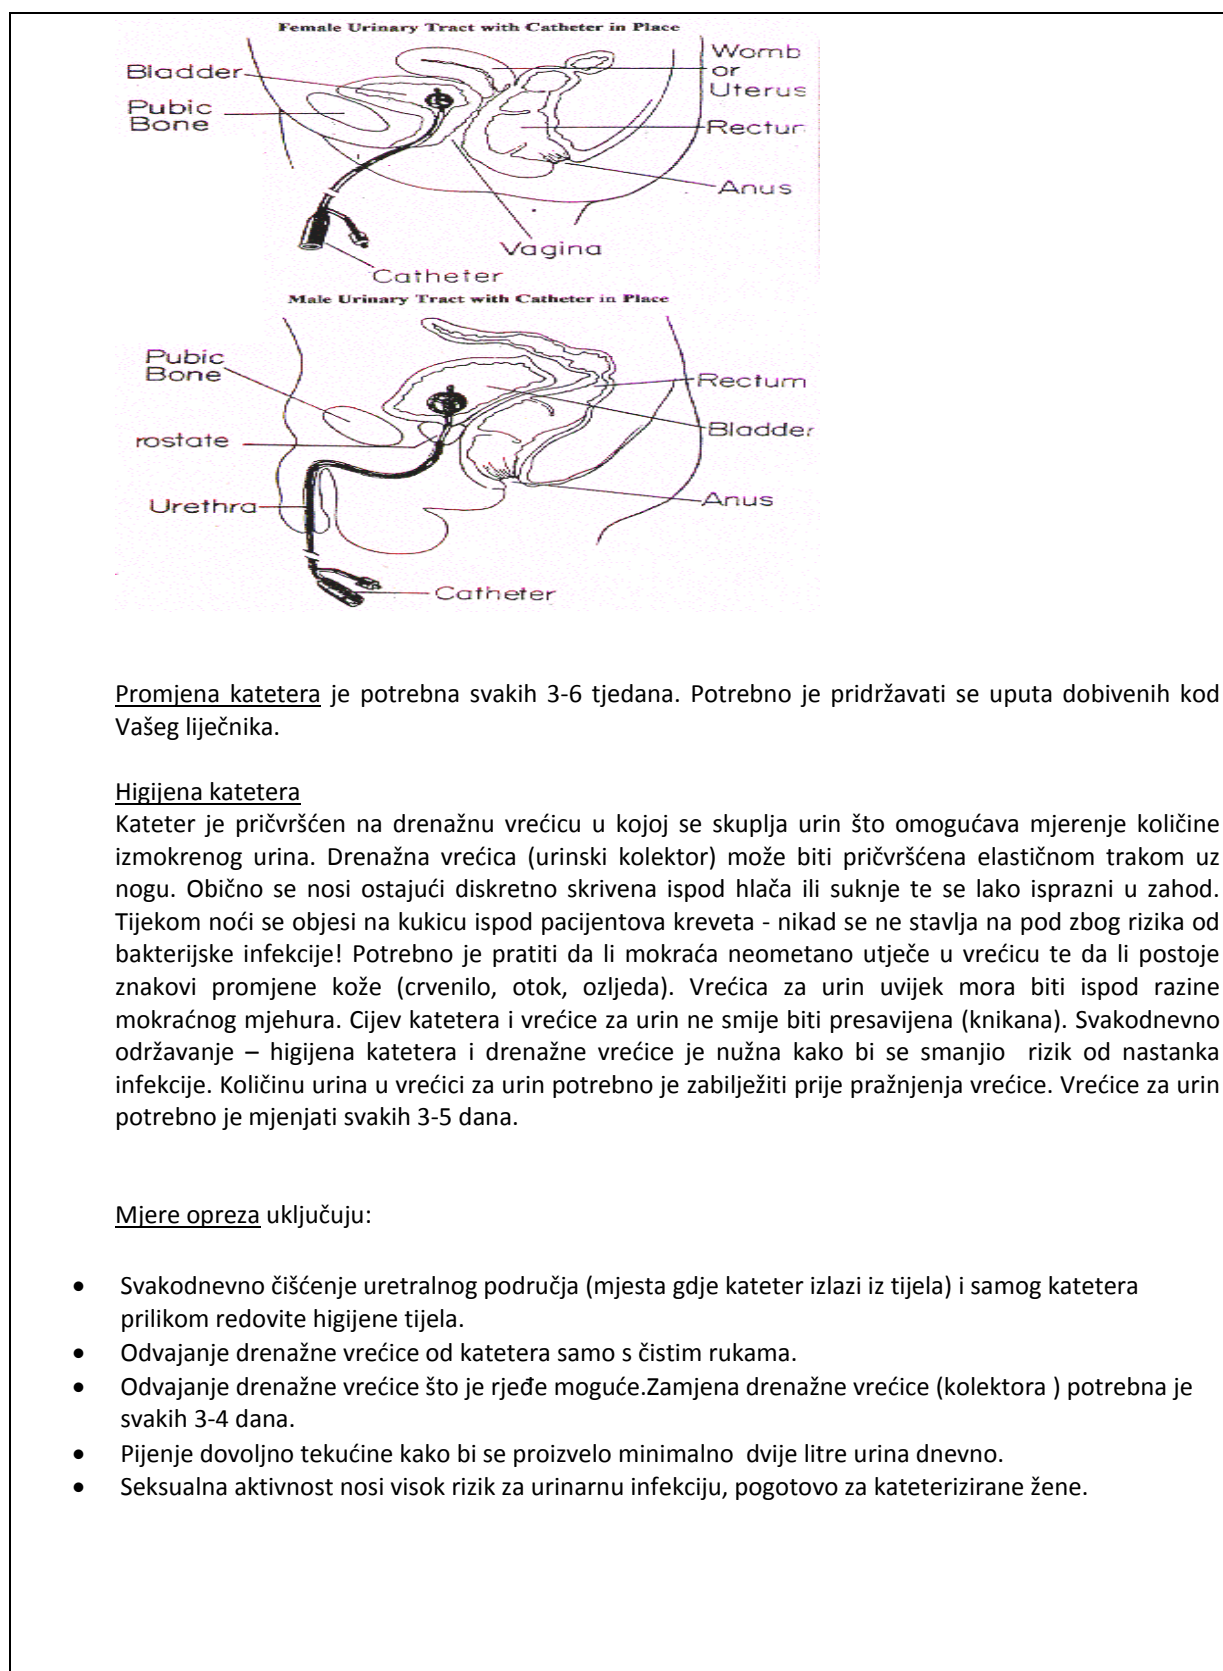 Female Urinary Tract with Catheter in Place
Bladder
Womb
or
Uterus
Pubic
Bone
Rectur
Anus
Vagina
Catheter
Male Urinary Tract with Catheter in Place
Pubic
Bone
Rectum
Bladder
rostate
Anus
Urethra
Catheter
Promjena katetera je potrebna svakih 3-6 tjedana. Potrebno je pridržavati se uputa dobivenih kod
Vašeg liječnika.
Higijena katetera
Kateter je pričvršćen na drenažnu vrećicu u kojoj se skuplja urin što omogućava mjerenje količine
izmokrenog urina. Drenažna vrećica (urinski kolektor) može biti pričvršćena elastičnom trakom uz
nogu. Obično se nosi ostajući diskretno skrivena ispod hlača ili suknje te se lako isprazni u zahod.
Tijekom noći se objesi na kukicu ispod pacijentova kreveta - nikad se ne stavlja na pod zbog rizika od
bakterijske infekcije! Potrebno je pratiti da li mokraća neometano utječe u vrećicu te da li postoje
znakovi promjene kože (crvenilo, otok, ozljeda). Vrećica za urin uvijek mora biti ispod razine
mokraćnog mjehura. Cijev katetera i vrećice za urin ne smije biti presavijena (knikana). Svakodnevno
održavanje – higijena katetera i drenažne vrećice je nužna kako bi se smanjio  rizik od nastanka
infekcije. Količinu urina u vrećici za urin potrebno je zabilježiti prije pražnjenja vrećice. Vrećice za urin
potrebno je mjenjati svakih 3-5 dana.
Mjere opreza uključuju:
• Svakodnevno čišćenje uretralnog područja (mjesta gdje kateter izlazi iz tijela) i samog katetera
prilikom redovite higijene tijela.
• Odvajanje drenažne vrećice od katetera samo s čistim rukama.
• Odvajanje drenažne vrećice što je rjeđe moguće.Zamjena drenažne vrećice (kolektora ) potrebna je
svakih 3-4 dana.
• Pijenje dovoljno tekućine kako bi se proizvelo minimalno  dvije litre urina dnevno.
• Seksualna aktivnost nosi visok rizik za urinarnu infekciju, pogotovo za kateterizirane žene.